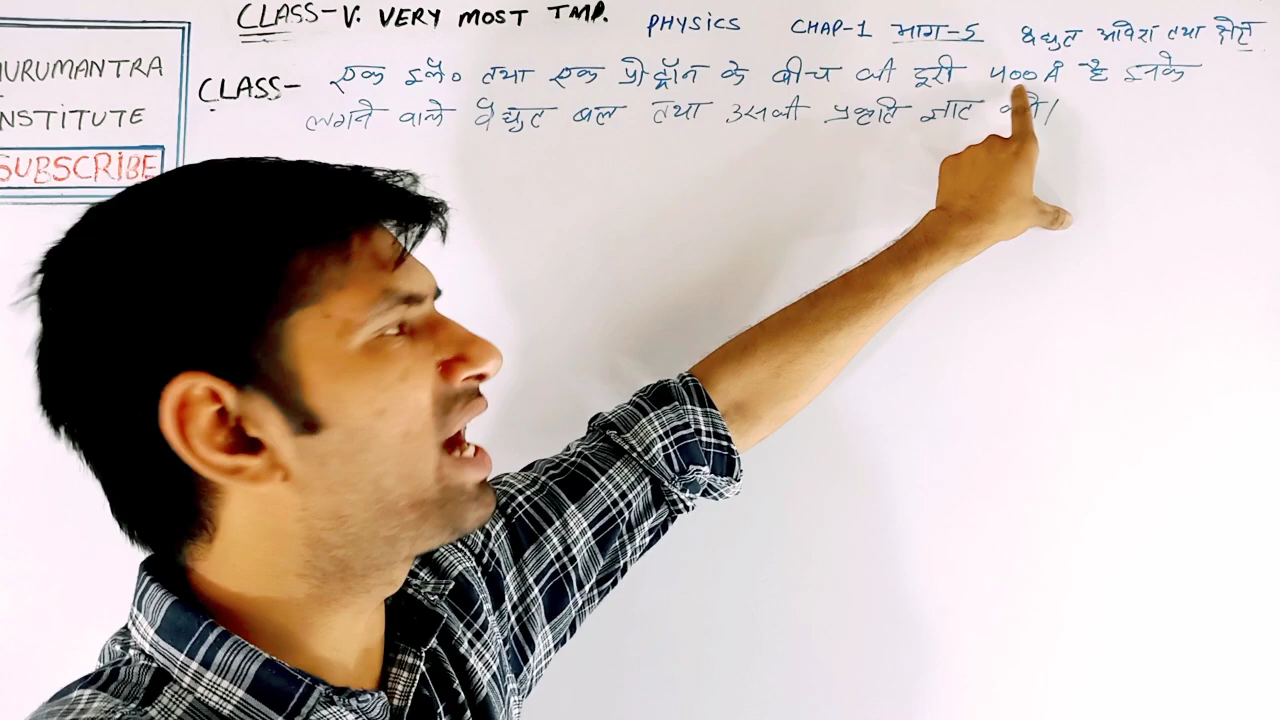 CLASS-V. VERY MOST IMP.
PHYSICS CHAP-1 भाग-5 वैद्युत आवेश तथा क्षेत्र
URUMANTRA
NSTITUTE
SUBSCRIBE
CLASS- एक इलै० तथा एक प्रोट्रॉन के बीच की दूरी 400Å है इनके
लगने वाले वैद्युत बल तथा उसकी प्रकृति ज्ञाट करो।